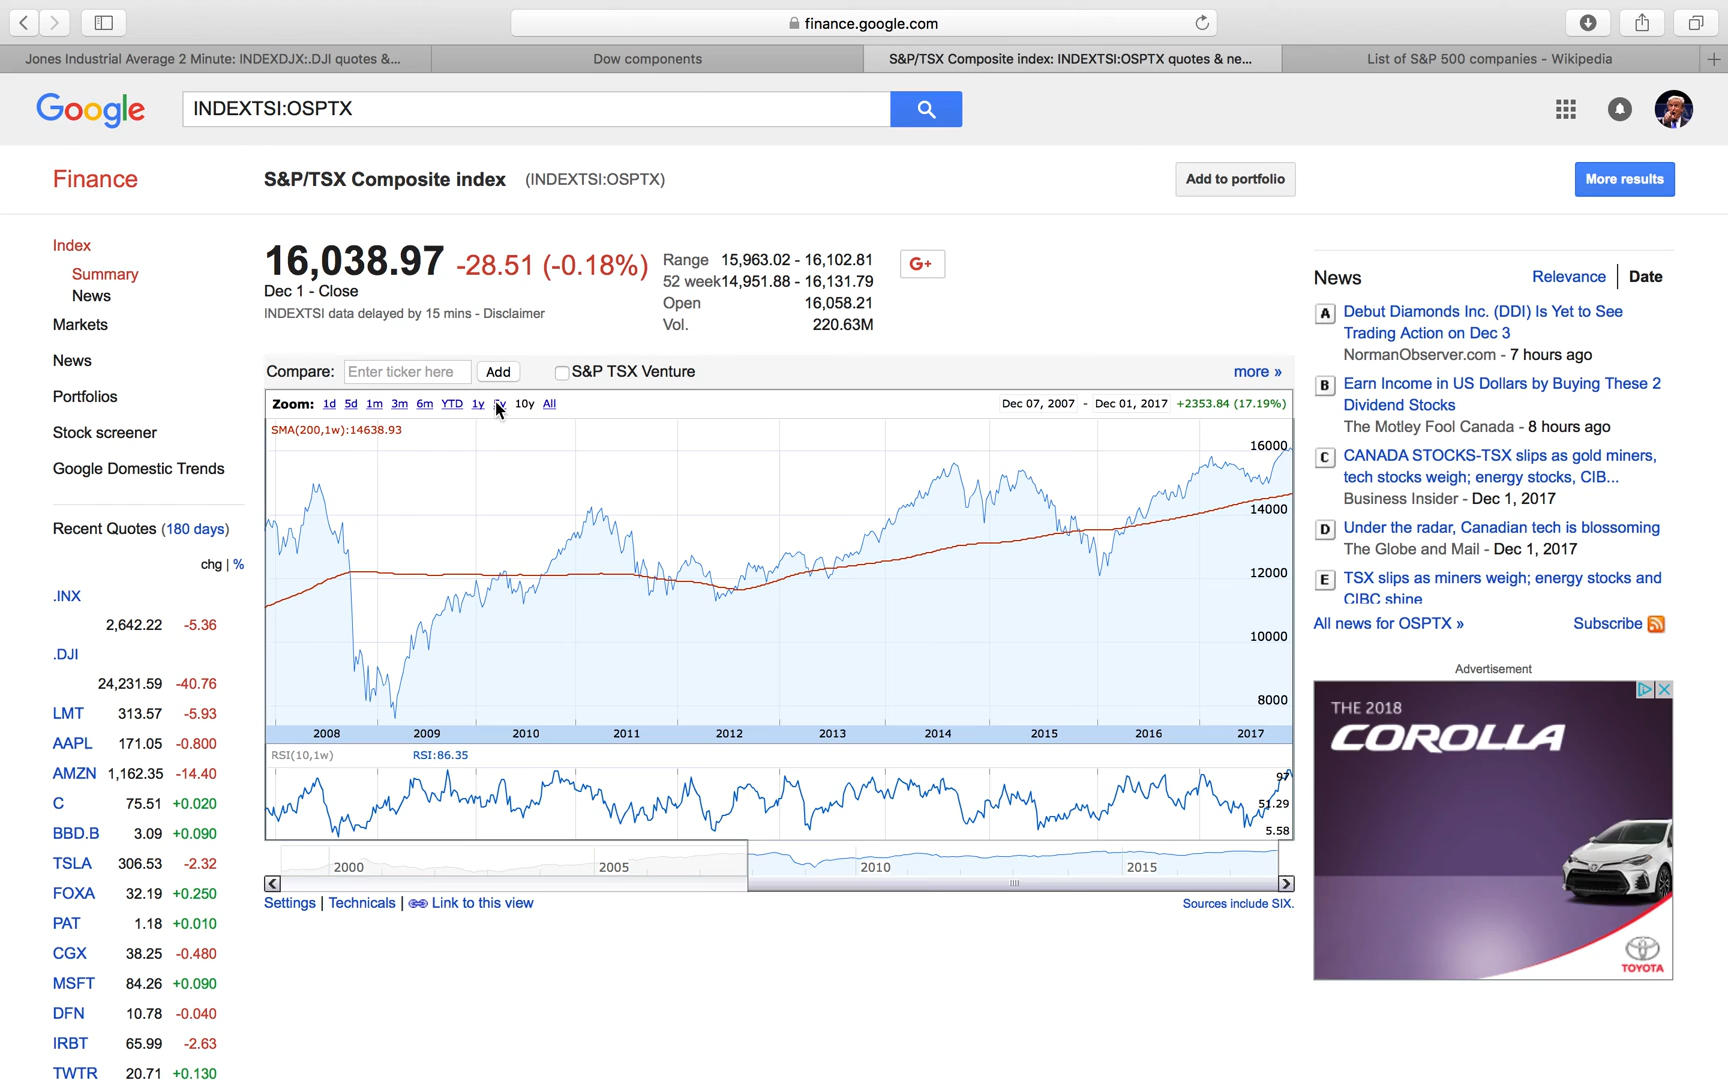 finance.google.com
Jones Industrial Average 2 Minute: INDEXDJX:.DJI quotes &...
Dow components
S&P/TSX Composite index: INDEXTSI:OSPTX quotes & ne...
List of S&P 500 companies - Wikipedia
Google
INDEXTSI:OSPTX
Finance
S&P/TSX Composite index (INDEXTSI:OSPTX)
Add to portfolio
More results
Index
Summary
News
Markets
News
Portfolios
Stock screener
Google Domestic Trends
Recent Quotes (180 days)
chg | %
.INX
2,642.22 -5.36
.DJI
24,231.59 -40.76
LMT 313.57 -5.93
AAPL 171.05 -0.800
AMZN 1,162.35 -14.40
C 75.51 +0.020
BBD.B 3.09 +0.090
TSLA 306.53 -2.32
FOXA 32.19 +0.250
PAT 1.18 +0.010
CGX 38.25 -0.480
MSFT 84.26 +0.090
DFN 10.78 -0.040
IRBT 65.99 -2.63
TWTR 20.71 +0.130
16,038.97 -28.51 (-0.18%)
Dec 1 - Close
INDEXTSI data delayed by 15 mins - Disclaimer
Range 15,963.02 - 16,102.81
52 week 14,951.88 - 16,131.79
Open 16,058.21
Vol. 220.63M
G+
Compare: Enter ticker here Add S&P TSX Venture more »
Zoom: 1d 5d 1m 3m 6m YTD 1y 10y All Dec 07, 2007 - Dec 01, 2017 +2353.84 (17.19%)
SMA(200,1w):14638.93
16000
14000
12000
10000
8000
2008 2009 2010 2011 2012 2013 2014 2015 2016 2017
RSI(10,1w) RSI:86.35
97
51.29
5.58
2000 2005 2010 2015
Settings | Technicals | Link to this view Sources include SIX.
News Relevance | Date
A Debut Diamonds Inc. (DDI) Is Yet to See
Trading Action on Dec 3
NormanObserver.com - 7 hours ago
B Earn Income in US Dollars by Buying These 2
Dividend Stocks
The Motley Fool Canada - 8 hours ago
C CANADA STOCKS-TSX slips as gold miners,
tech stocks weigh; energy stocks, CIB...
Business Insider - Dec 1, 2017
D Under the radar, Canadian tech is blossoming
The Globe and Mail - Dec 1, 2017
E TSX slips as miners weigh; energy stocks and
CIBC shine
All news for OSPTX » Subscribe
Advertisement
THE 2018
COROLLA
TOYOTA